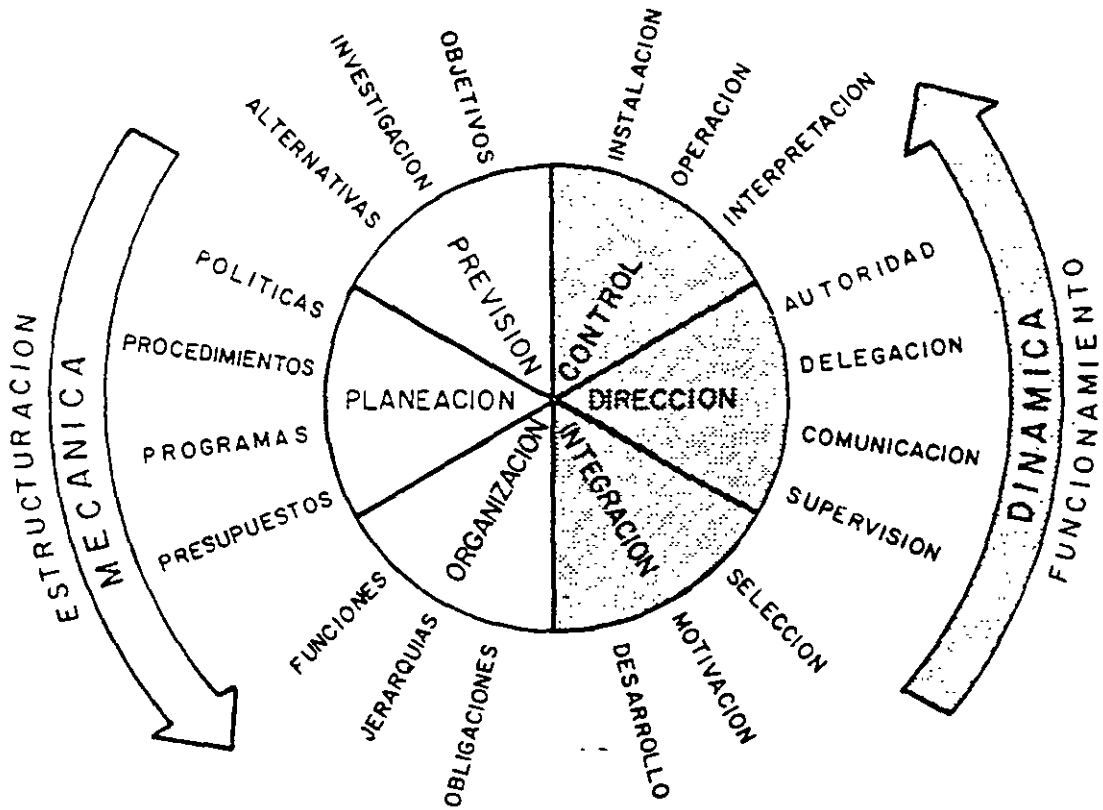 ESTRUCTURACION
MECANICA
OBJETIVOS
INVESTIGACION
ALTERNATIVAS
PREVISION
POLITICAS
PROCEDIMIENTOS
PROGRAMAS
PRESUPUESTOS
PLANEACION
FUNCIONES
JERARQUIAS
OBLIGACIONES
ORGANIZACION
DESARROLLO
MOTIVACION
SELECCION
INTEGRACION
SUPERVISION
COMUNICACION
DELEGACION
AUTORIDAD
DIRECCION
INTERPRETACION
OPERACION
INSTALACION
CONTROL
DINAMICA
FUNCIONAMIENTO